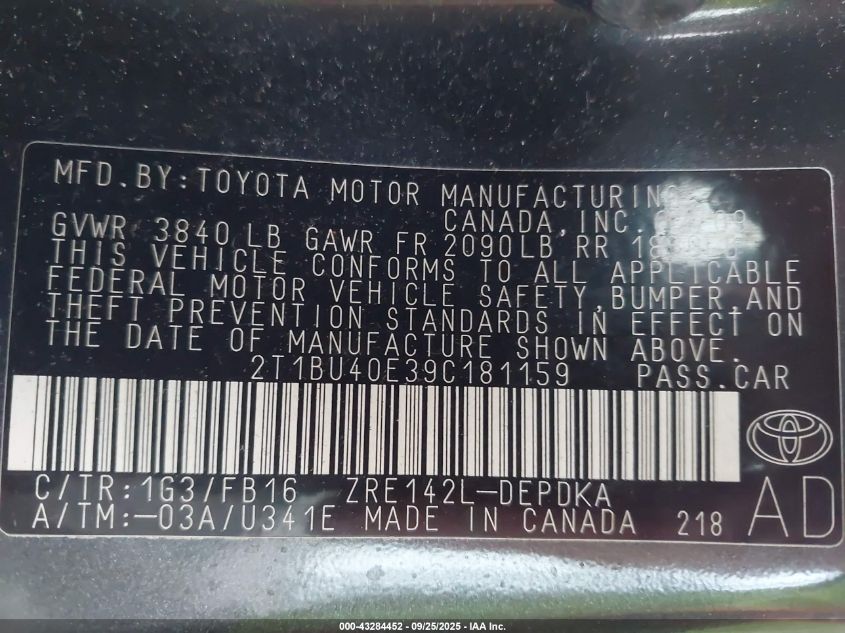 MFD.BY:TOYOTA MOTOR MANUFACTURING
CANADA,INC.
GVWR 3840 LB GAWR FR 2090LB RR
THIS VEHICLE CONFORMS TO ALL APPLICABLE
FEDERAL MOTOR VEHICLE SAFETY,BUMPER,AND
THEFT PREVENTION STANDARDS IN EFFECT ON
THE DATE OF MANUFACTURE SHOWN ABOVE.
2T1BU40E39C181159 PASS.CAR
C/TR:1G3/FB16 ZRE142L-DEPDKA
A/TM:-03A/U341E MADE IN CANADA 218 AD
000-43284452 - 09/25/2025 - IAA Inc.